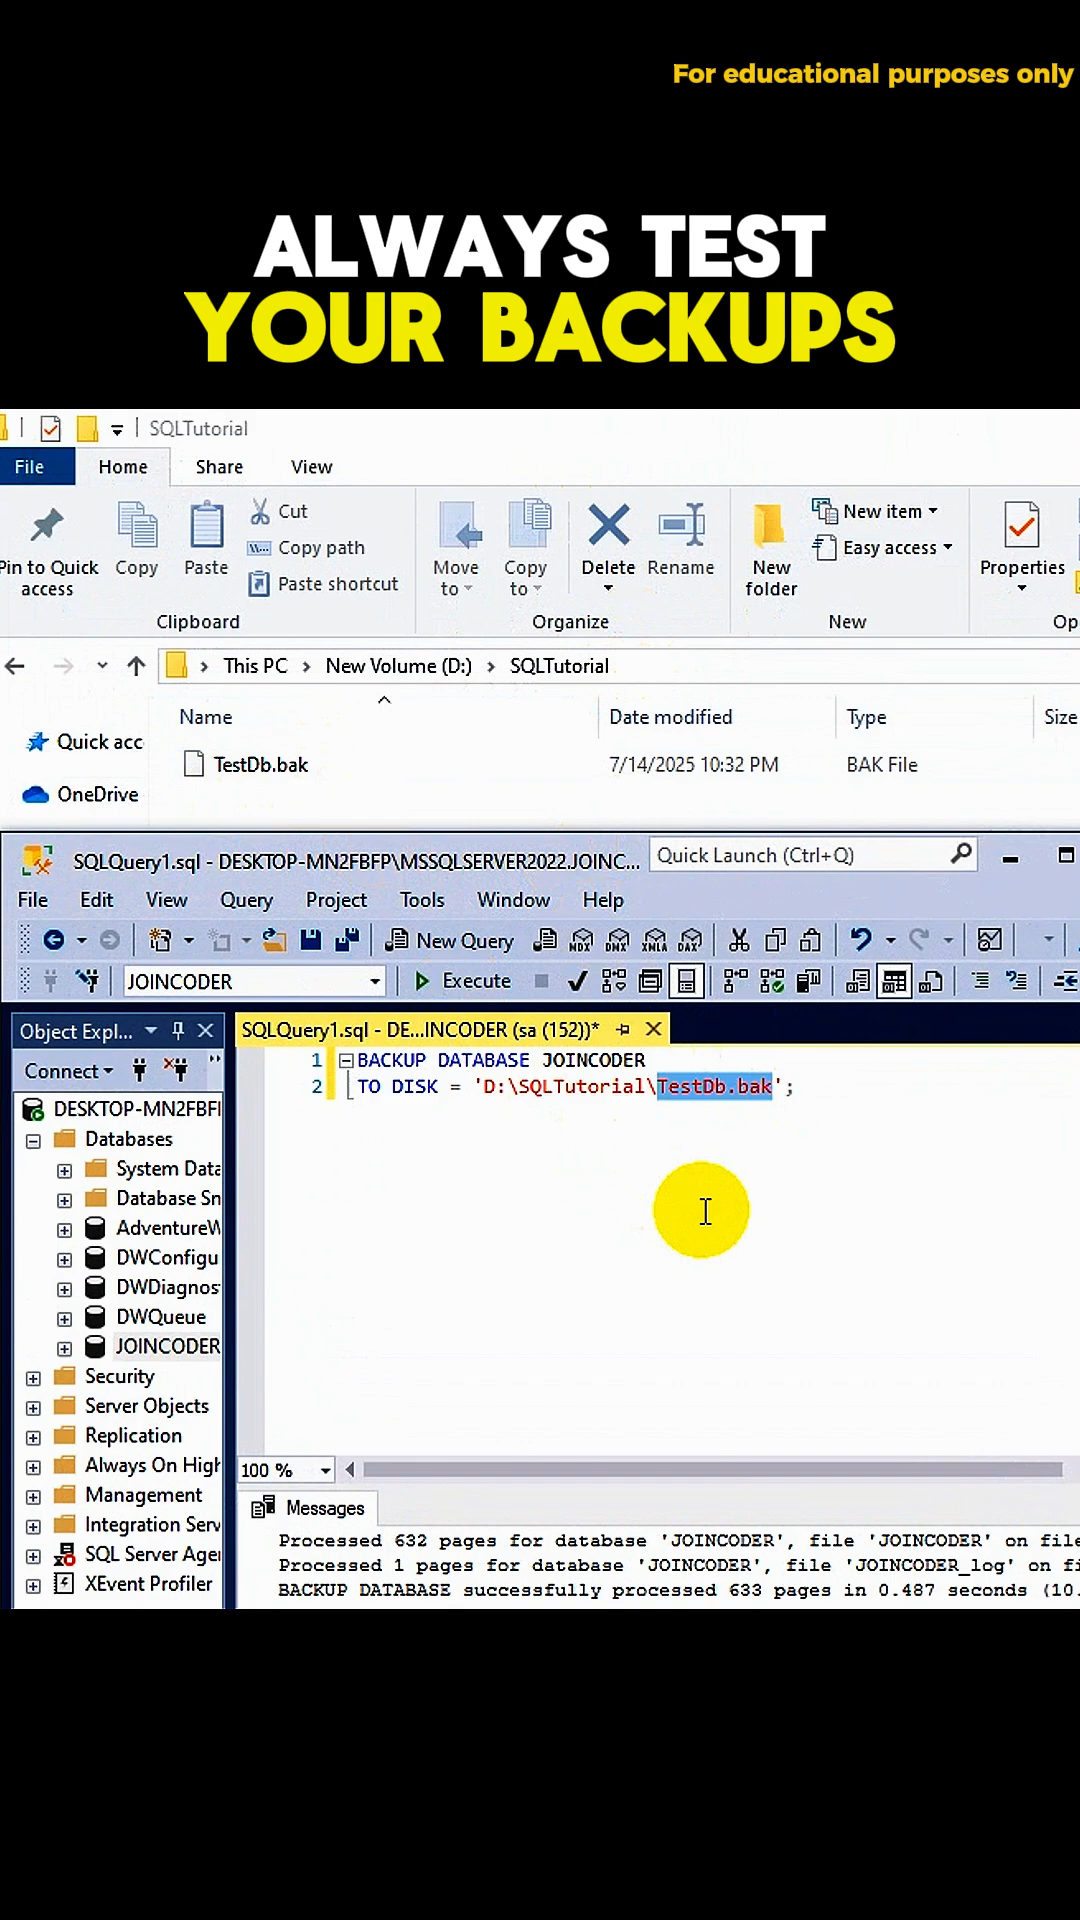 For educational purposes only
ALWAYS TEST
YOUR BACKUPS
SQLTutorial
File Home Share View
Pin to Quick access
Copy
Paste
Cut
Copy path
Paste shortcut
Move to
Copy to
Delete
Rename
New folder
New item
Easy access
Properties
Clipboard Organize New Op
This PC > New Volume (D:) > SQLTutorial
Name Date modified Type Size
Quick acc
TestDb.bak 7/14/2025 10:32 PM BAK File
OneDrive
SQLQuery1.sql - DESKTOP-MN2FBFP\MSSQLSERVER2022.JOINC... Quick Launch (Ctrl+Q)
File Edit View Query Project Tools Window Help
New Query MDX DMX XMLA DAX
JOINCODER Execute
Object Expl... SQLQuery1.sql - DE...INCODER (sa (152))*
Connect
1 BACKUP DATABASE JOINCODER
2 TO DISK = 'D:\SQLTutorial\TestDb.bak';
DESKTOP-MN2FBFI
Databases
System Data
Database Sn
AdventureW
DWConfigu
DWDiagnos
DWQueue
JOINCODER
Security
Server Objects
Replication
Always On High
Management
Integration Serv
SQL Server Agen
XEvent Profiler
100 %
Messages
Processed 632 pages for database 'JOINCODER', file 'JOINCODER' on file
Processed 1 pages for database 'JOINCODER', file 'JOINCODER_log' on fi
BACKUP DATABASE successfully processed 633 pages in 0.487 seconds (10.